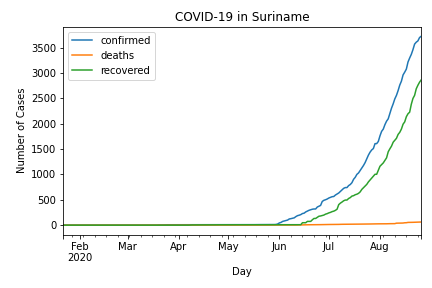 COVID-19 in Suriname
confirmed
deaths
recovered
Number of Cases
3500
3000
2500
2000
1500
1000
500
0
Feb Mar Apr May Jun Jul Aug
2020
Day